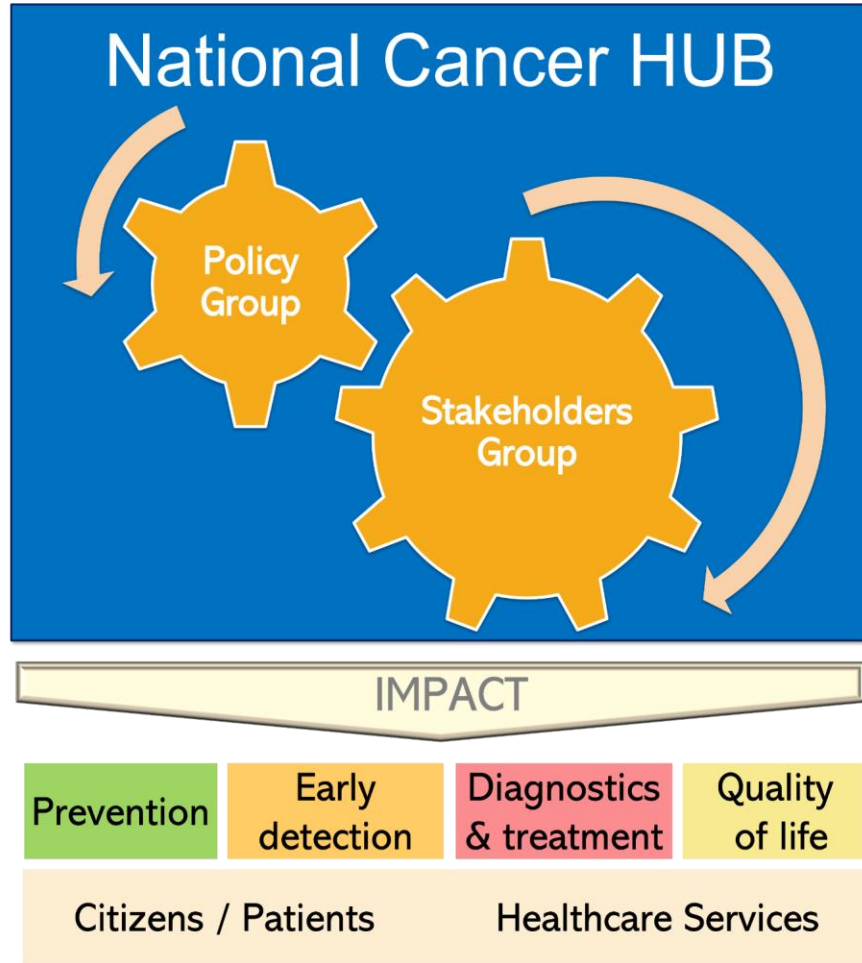 National Cancer HUB
Policy
Group
Stakeholders
Group
IMPACT
Prevention
Early
detection
Diagnostics
& treatment
Quality
of life
Citizens / Patients
Healthcare Services